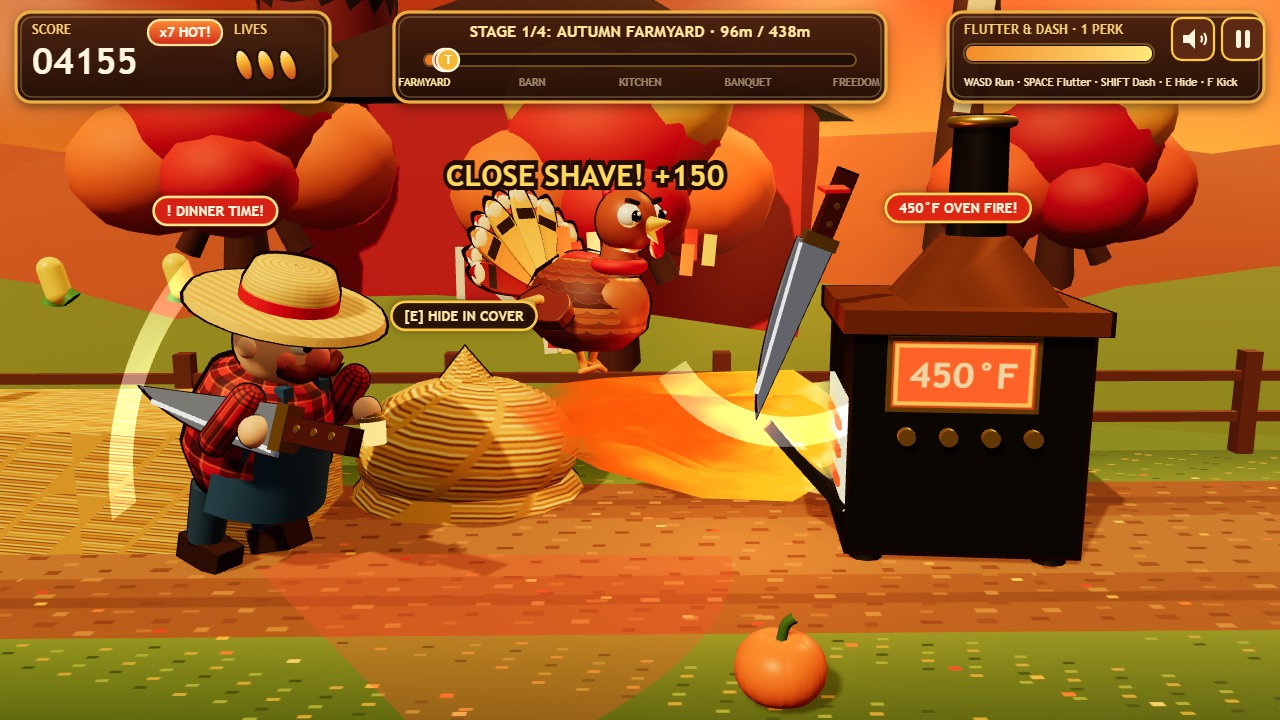 SCORE
x7 HOT!
LIVES
04155
STAGE 1/4: AUTUMN FARMYARD · 96m / 438m
T
FARMYARD
BARN
KITCHEN
BANQUET
FREEDOM
FLUTTER & DASH · 1 PERK
WASD Run · SPACE Flutter · SHIFT Dash · E Hide · F Kick
CLOSE SHAVE! +150
! DINNER TIME!
450°F OVEN FIRE!
[E] HIDE IN COVER
450°F